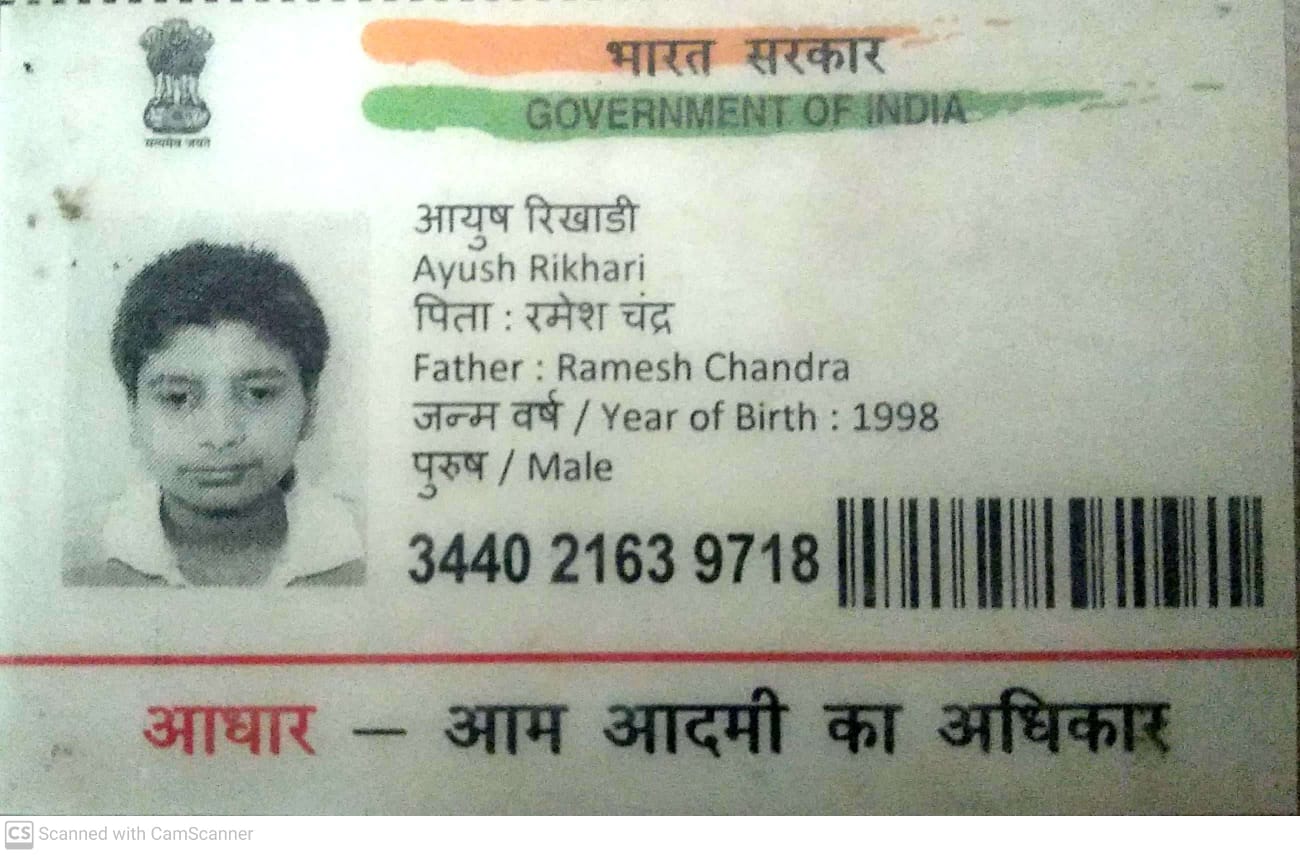 भारत सरकार
GOVERNMENT OF INDIA
सत्यमेव जयते
आयुष रिखाडी
Ayush Rikhari
पिता : रमेश चंद्र
Father : Ramesh Chandra
जन्म वर्ष / Year of Birth : 1998
पुरुष / Male
3440 2163 9718
आधार – आम आदमी का अधिकार
CS Scanned with CamScanner